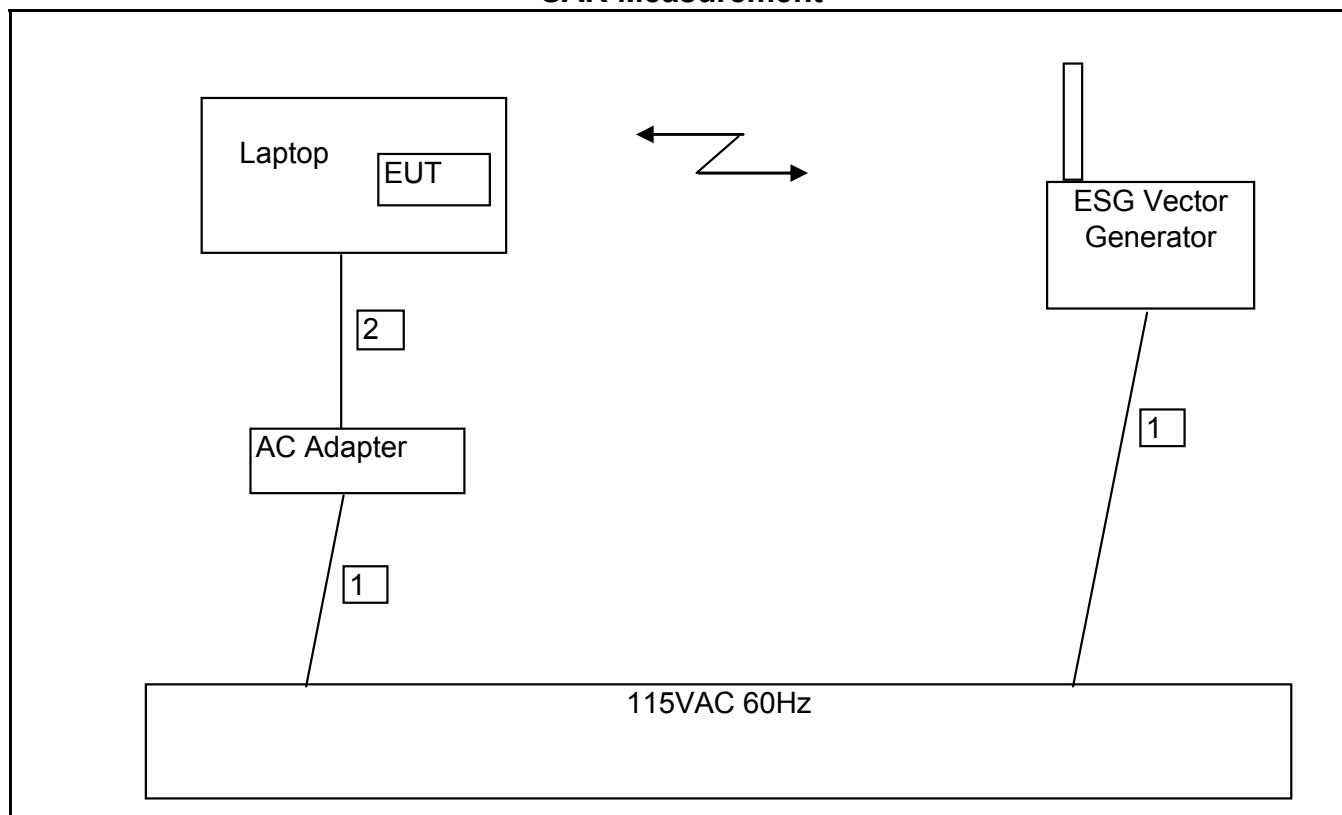 SAR Measurement
Laptop
EUT
ESG Vector
Generator
2
AC Adapter
1
1
115VAC 60Hz